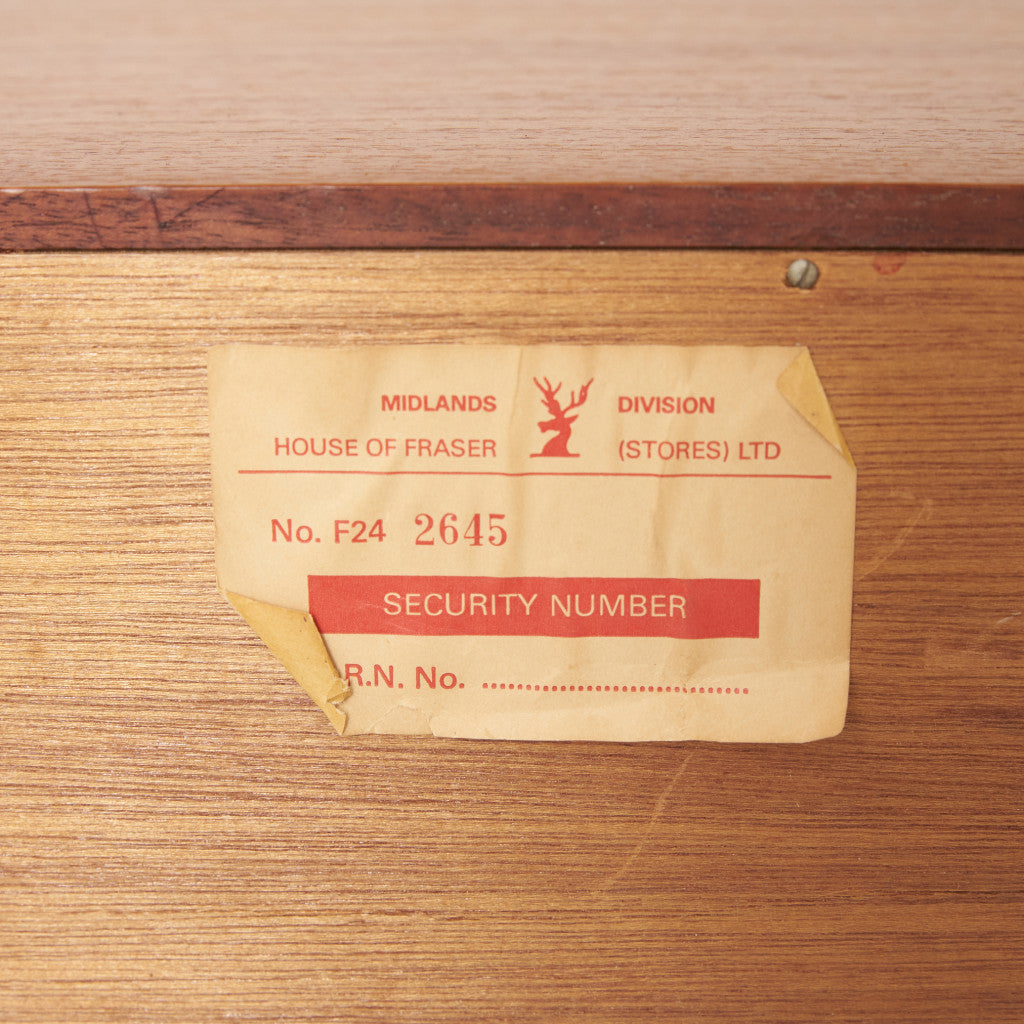 MIDLANDS DIVISION
HOUSE OF FRASER (STORES) LTD
No. F24 2645
SECURITY NUMBER
R.N. No. ........................................